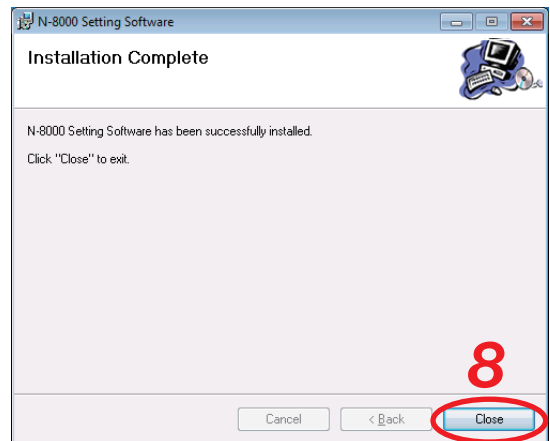 N-8000 Setting Software
Installation Complete
N-8000 Setting Software has been successfully installed.
Click "Close" to exit.
8
Cancel
< Back
Close